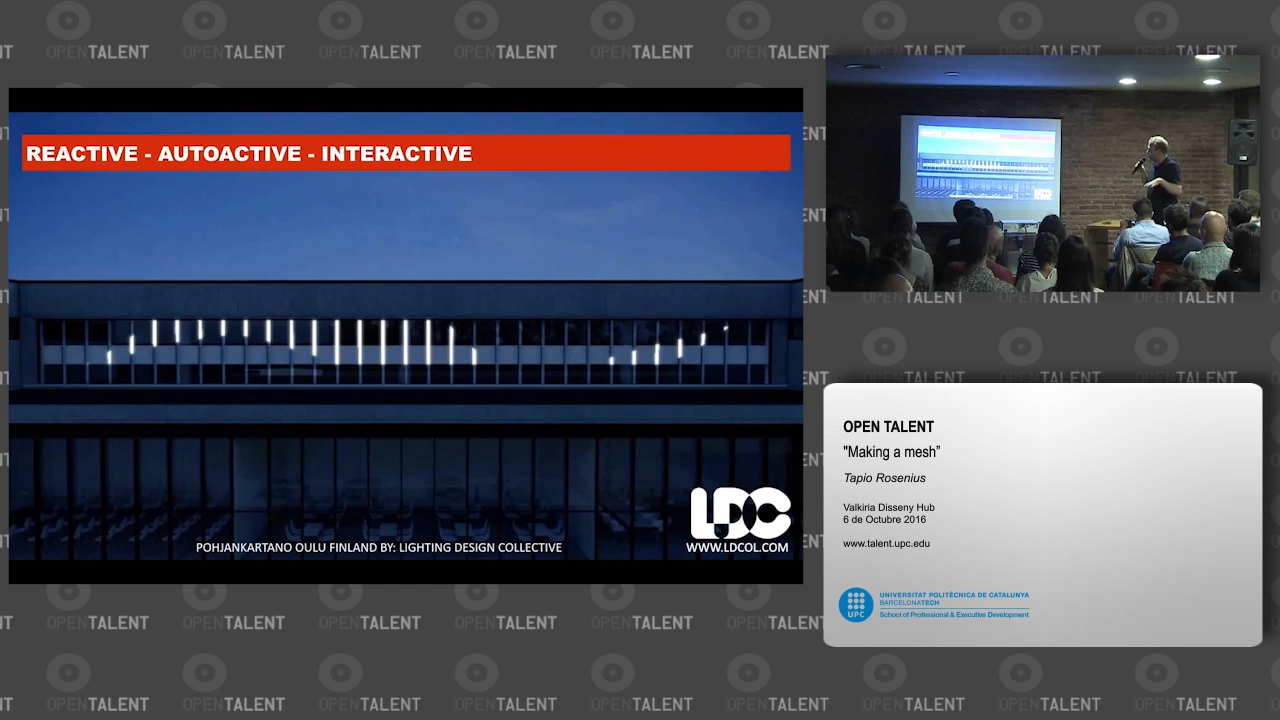 REACTIVE - AUTOACTIVE - INTERACTIVE
POHJANKARTANO OULU FINLAND BY: LIGHTING DESIGN COLLECTIVE
LDC
WWW.LDCOL.COM
OPEN TALENT
"Making a mesh"
Tapio Rosenius
Valkiria Disseny Hub
6 de Octubre 2016
www.talent.upc.edu
UPC
UNIVERSITAT POLITÈCNICA DE CATALUNYA
BARCELONATECH
School of Professional & Executive Development
OPENTALENT